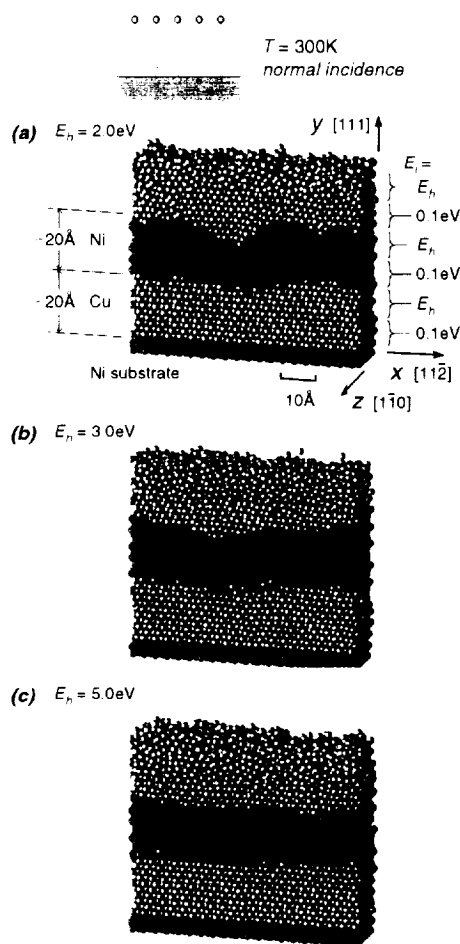 T = 300K
normal incidence
(a) E_h = 2.0eV
y [111]
E_i =
E_h
0.1eV
E_h
0.1eV
E_h
0.1eV
~20Å Ni
~20Å Cu
Ni substrate
10Å
x [112̄]
z [11̄0]
(b) E_h = 3.0eV
(c) E_h = 5.0eV